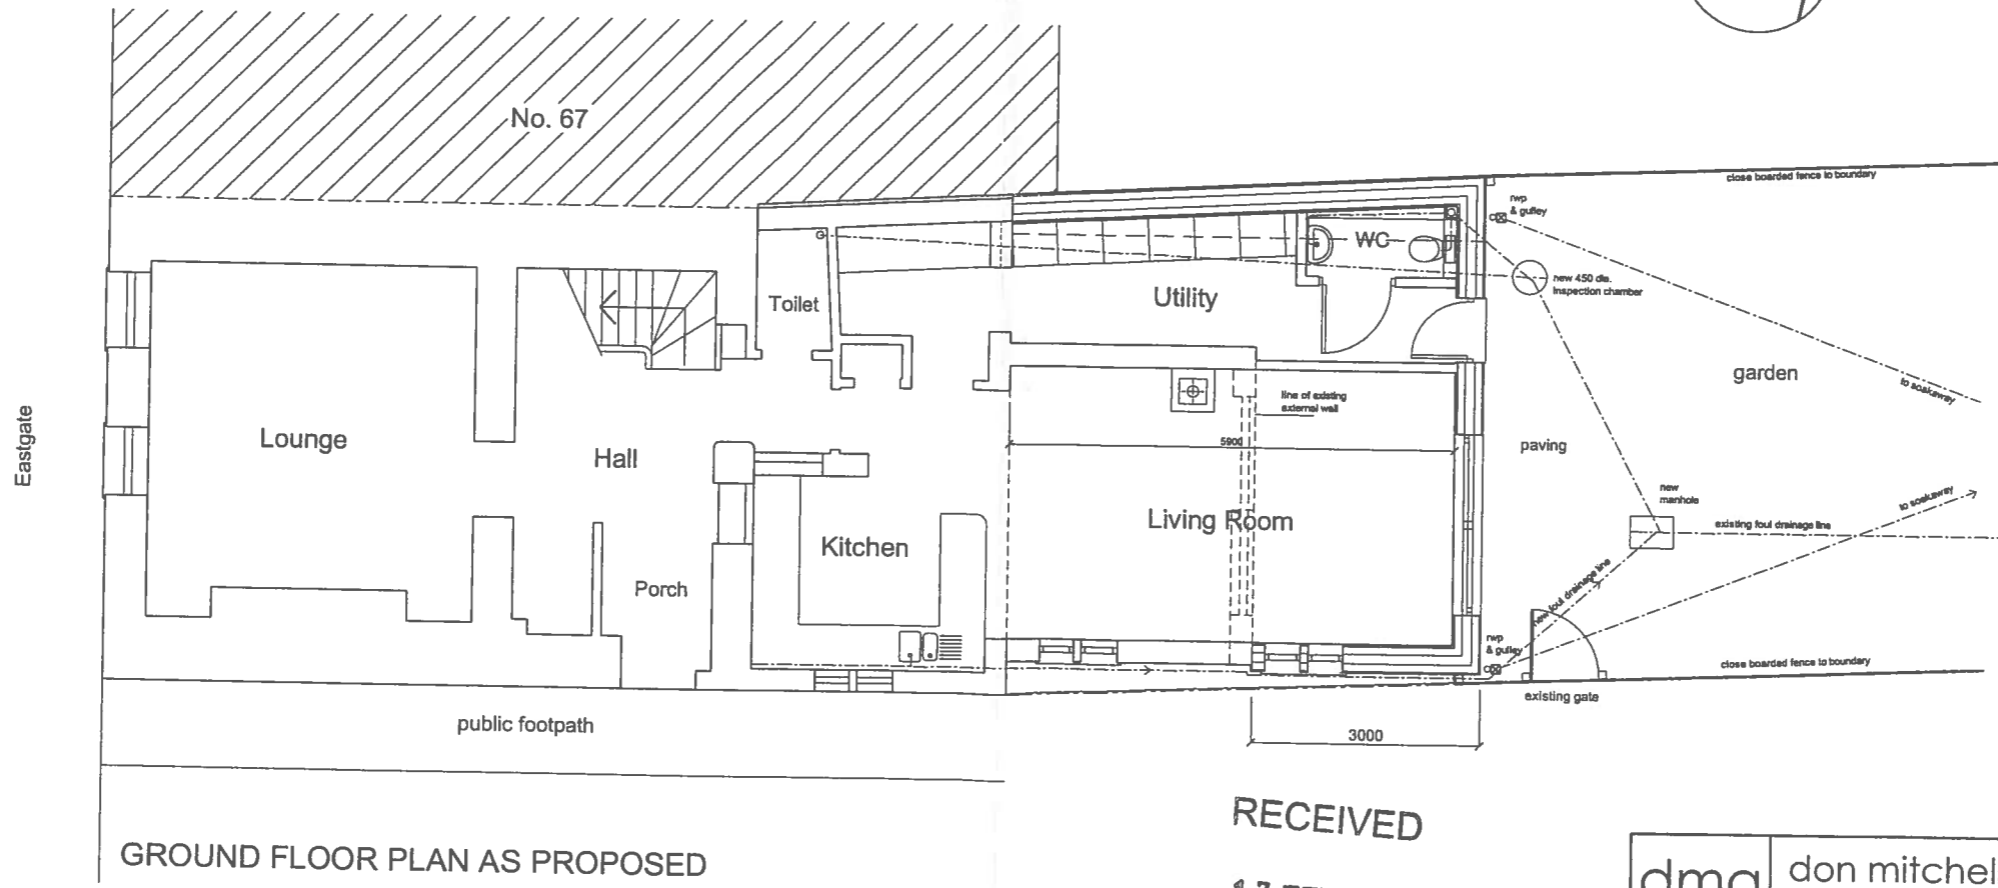 No. 67
close boarded fence to boundary
rwp
& gulley
WC
new 450 dia.
inspection chamber
Toilet
Utility
garden
to soakaway
line of existing
external wall
Eastgate
Lounge
Hall
5900
paving
new
manhole
to soakaway
Living Room
existing foul drainage line
Kitchen
Porch
new foul drainage line
rwp
& gulley
close boarded fence to boundary
existing gate
public footpath
3000
RECEIVED
GROUND FLOOR PLAN AS PROPOSED
dma
don mitchel